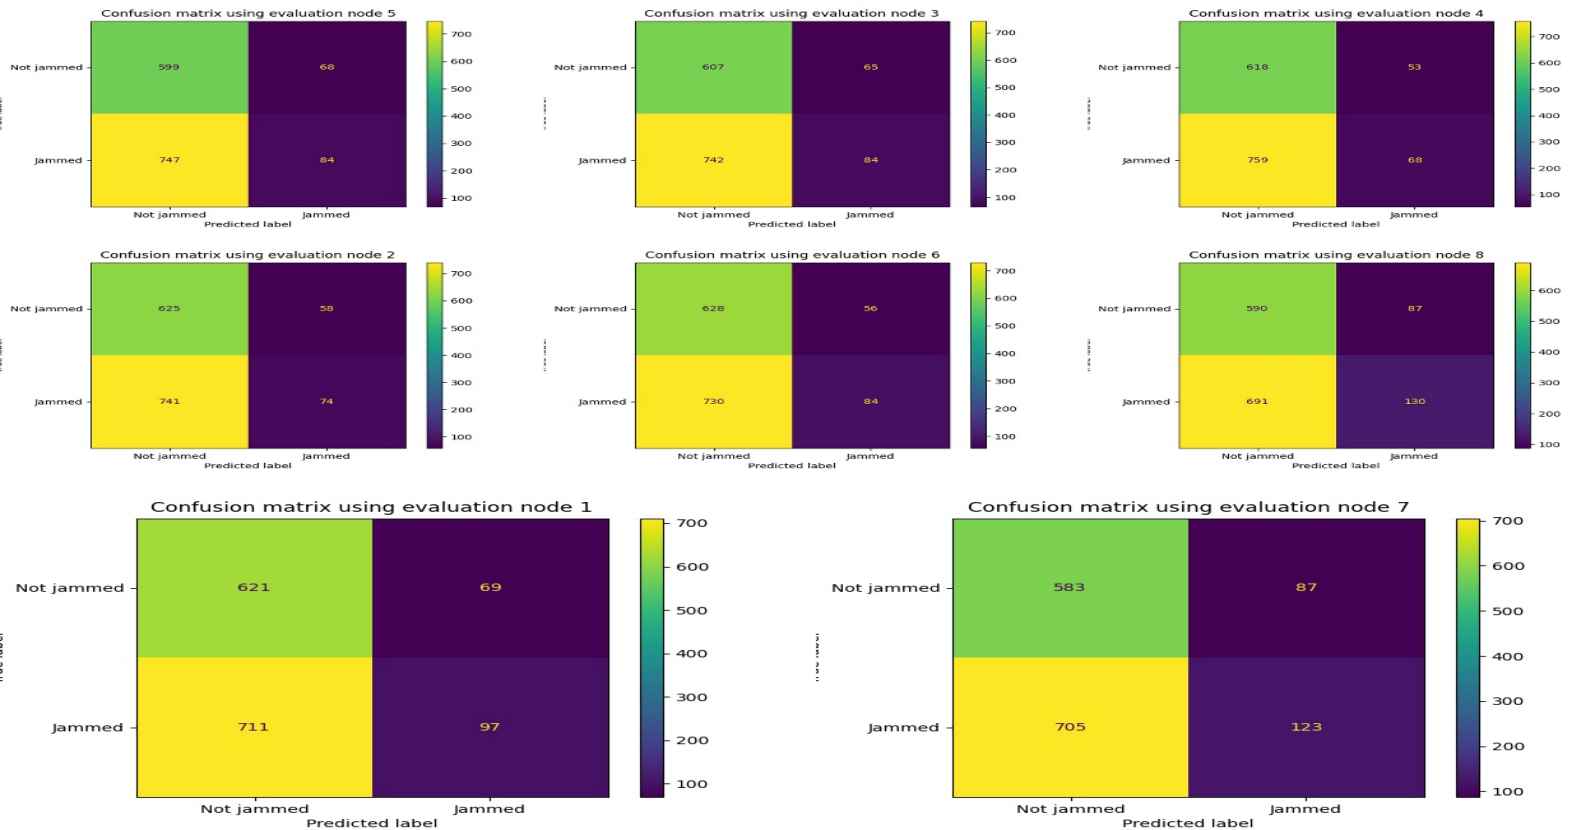 Confusion matrix using evaluation node 5
Not jammed
599
68
Jammed
747
84
Not jammed
Jammed
Predicted label
700
600
500
400
300
200
100
Confusion matrix using evaluation node 3
Not jammed
607
65
Jammed
742
84
Not jammed
Jammed
Predicted label
700
600
500
400
300
200
100
Confusion matrix using evaluation node 4
Not jammed
618
53
Jammed
759
68
Not jammed
Jammed
Predicted label
700
600
500
400
300
200
100
Confusion matrix using evaluation node 2
Not jammed
625
58
Jammed
741
74
Not jammed
Jammed
Predicted label
700
600
500
400
300
200
100
Confusion matrix using evaluation node 6
Not jammed
628
56
Jammed
730
84
Not jammed
Jammed
Predicted label
700
600
500
400
300
200
100
Confusion matrix using evaluation node 8
Not jammed
590
87
Jammed
691
130
Not jammed
Jammed
Predicted label
600
500
400
300
200
100
Confusion matrix using evaluation node 1
Not jammed
621
69
Jammed
711
97
Not jammed
Jammed
Predicted label
700
600
500
400
300
200
100
Confusion matrix using evaluation node 7
Not jammed
583
87
Jammed
705
123
Not jammed
Jammed
Predicted label
700
600
500
400
300
200
100